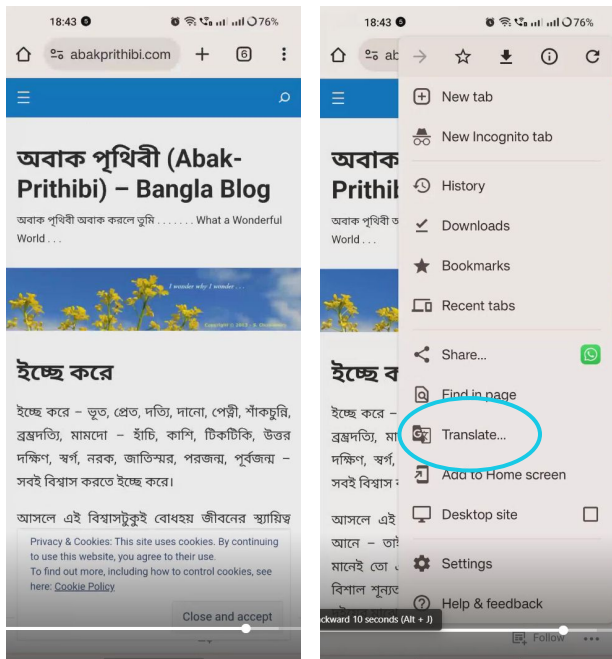 18:43
76%
abakprithibi.com
6
অবাক পৃথিবী (Abak-
Prithibi) – Bangla Blog
অবাক পৃথিবী অবাক করলে তুমি . . . . . . . What a Wonderful
World . . .
I wonder why I wonder . . .
ইচ্ছে করে
ইচ্ছে করে – ভূত, প্রেত, দত্যি, দানো, পেত্নী, শাঁকচুন্নি,
ব্রহ্মদত্যি, মামদো – হাঁচি, কাশি, টিকটিকি, উত্তর
দক্ষিণ, স্বর্গ, নরক, জাতিস্মর, পরজন্ম, পূর্বজন্ম –
সবই বিশ্বাস করতে ইচ্ছে করে।
আসলে এই বিশ্বাসটুকুই বোধহয় জীবনের স্থায়িত্ব
Privacy & Cookies: This site uses cookies. By continuing
to use this website, you agree to their use.
To find out more, including how to control cookies, see
here: Cookie Policy
Close and accept
18:43
76%
ab
অবাক
Prithib
অবাক পৃথিবী অ
World . . .
ইচ্ছে ক
ইচ্ছে করে –
ব্রহ্মদত্যি, মা
দক্ষিণ, স্বর্গ,
সবই বিশ্বাস
আসলে এই
আনে – তাই
মানেই তো
বিশাল শূন্যত
New tab
New Incognito tab
History
Downloads
Bookmarks
Recent tabs
Share...
Find in page
Translate...
Add to Home screen
Desktop site
Settings
Help & feedback
ckward 10 seconds (Alt + J)
Follow